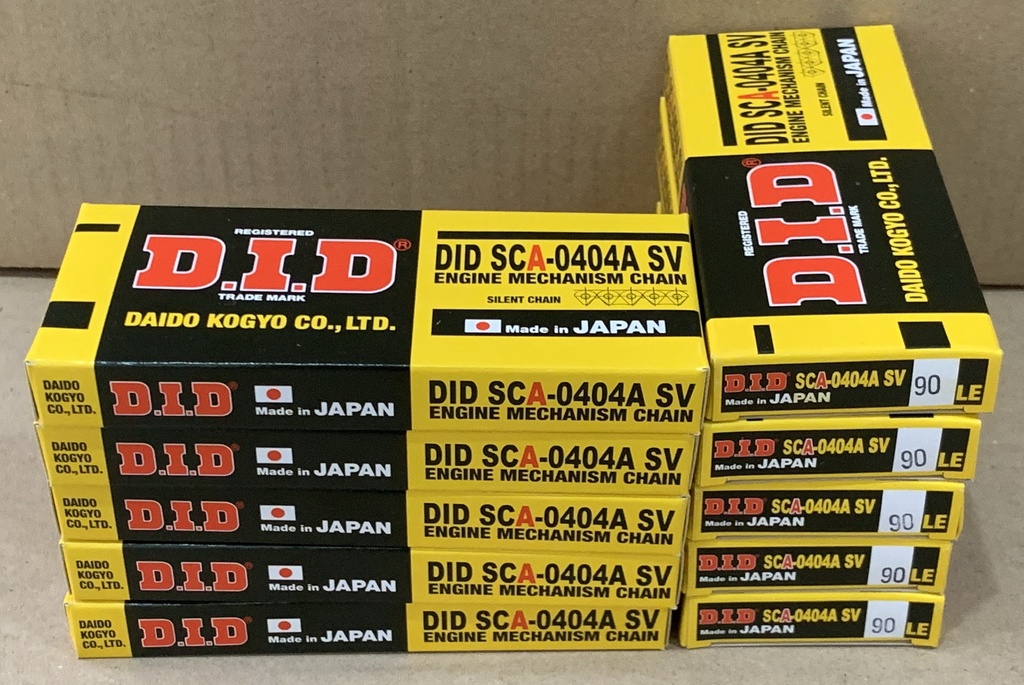 REGISTERED
D.I.D®
TRADE MARK
DAIDO KOGYO CO., LTD.
DID SCA-0404A SV
ENGINE MECHANISM CHAIN
SILENT CHAIN
Made in JAPAN
DAIDO
KOGYO
CO., LTD.
D.I.D®
Made in JAPAN
DID SCA-0404A SV
ENGINE MECHANISM CHAIN
DAIDO
KOGYO
CO., LTD.
D.I.D®
Made in JAPAN
DID SCA-0404A SV
ENGINE MECHANISM CHAIN
DAIDO
KOGYO
CO., LTD.
D.I.D®
Made in JAPAN
DID SCA-0404A SV
ENGINE MECHANISM CHAIN
DAIDO
KOGYO
CO., LTD.
D.I.D®
Made in JAPAN
DID SCA-0404A SV
ENGINE MECHANISM CHAIN
DAIDO
KOGYO
CO., LTD.
D.I.D®
Made in JAPAN
DID SCA-0404A SV
ENGINE MECHANISM CHAIN
DID SCA-0404A SV
ENGINE MECHANISM CHAIN
SILENT CHAIN
Made in JAPAN
REGISTERED
D.I.D®
TRADE MARK
DAIDO KOGYO CO., LTD.
D.I.D® SCA-0404A SV 90 LE
Made in JAPAN
D.I.D® SCA-0404A SV 90 LE
Made in JAPAN
D.I.D® SCA-0404A SV 90 LE
Made in JAPAN
D.I.D® SCA-0404A SV 90 LE
Made in JAPAN
D.I.D® SCA-0404A SV 90 LE
Made in JAPAN